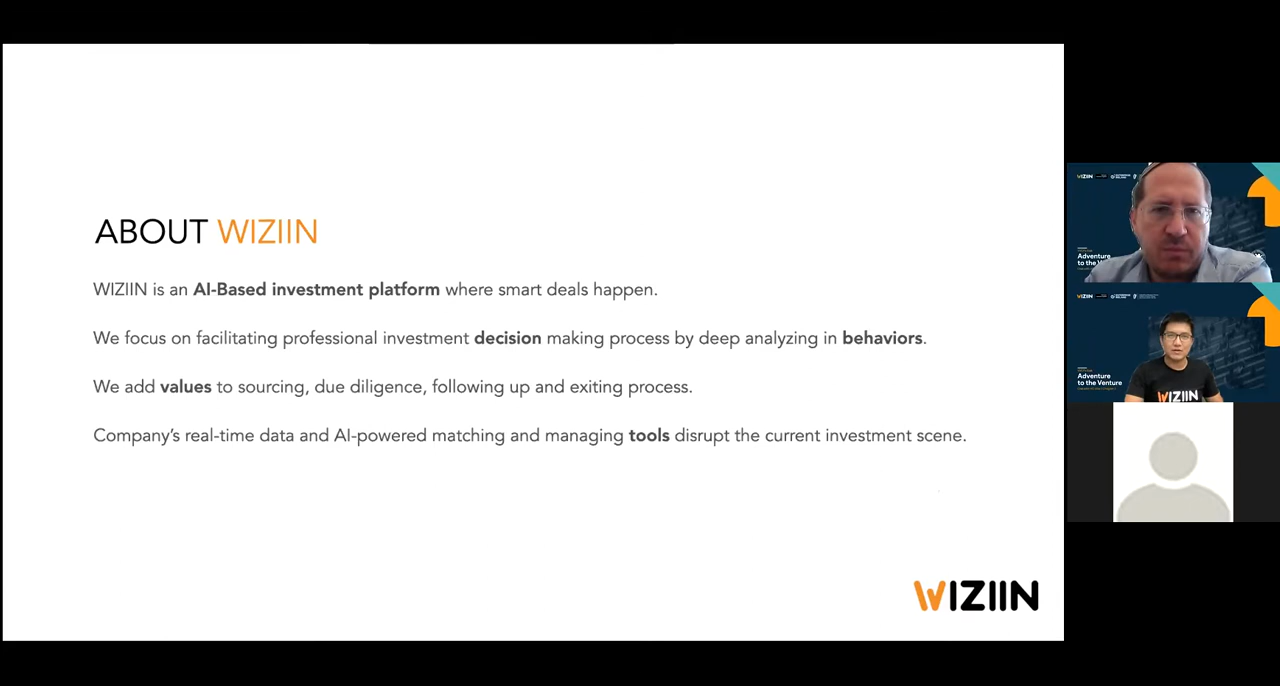 ABOUT WIZIIN
WIZIIN is an AI-Based investment platform where smart deals happen.
We focus on facilitating professional investment decision making process by deep analyzing in behaviors.
We add values to sourcing, due diligence, following up and exiting process.
Company’s real-time data and AI-powered matching and managing tools disrupt the current investment scene.
WIZIIN
WIZIIN
Adventure
to the V
WIZIIN
Adventure
to the Venture
WIZIIN